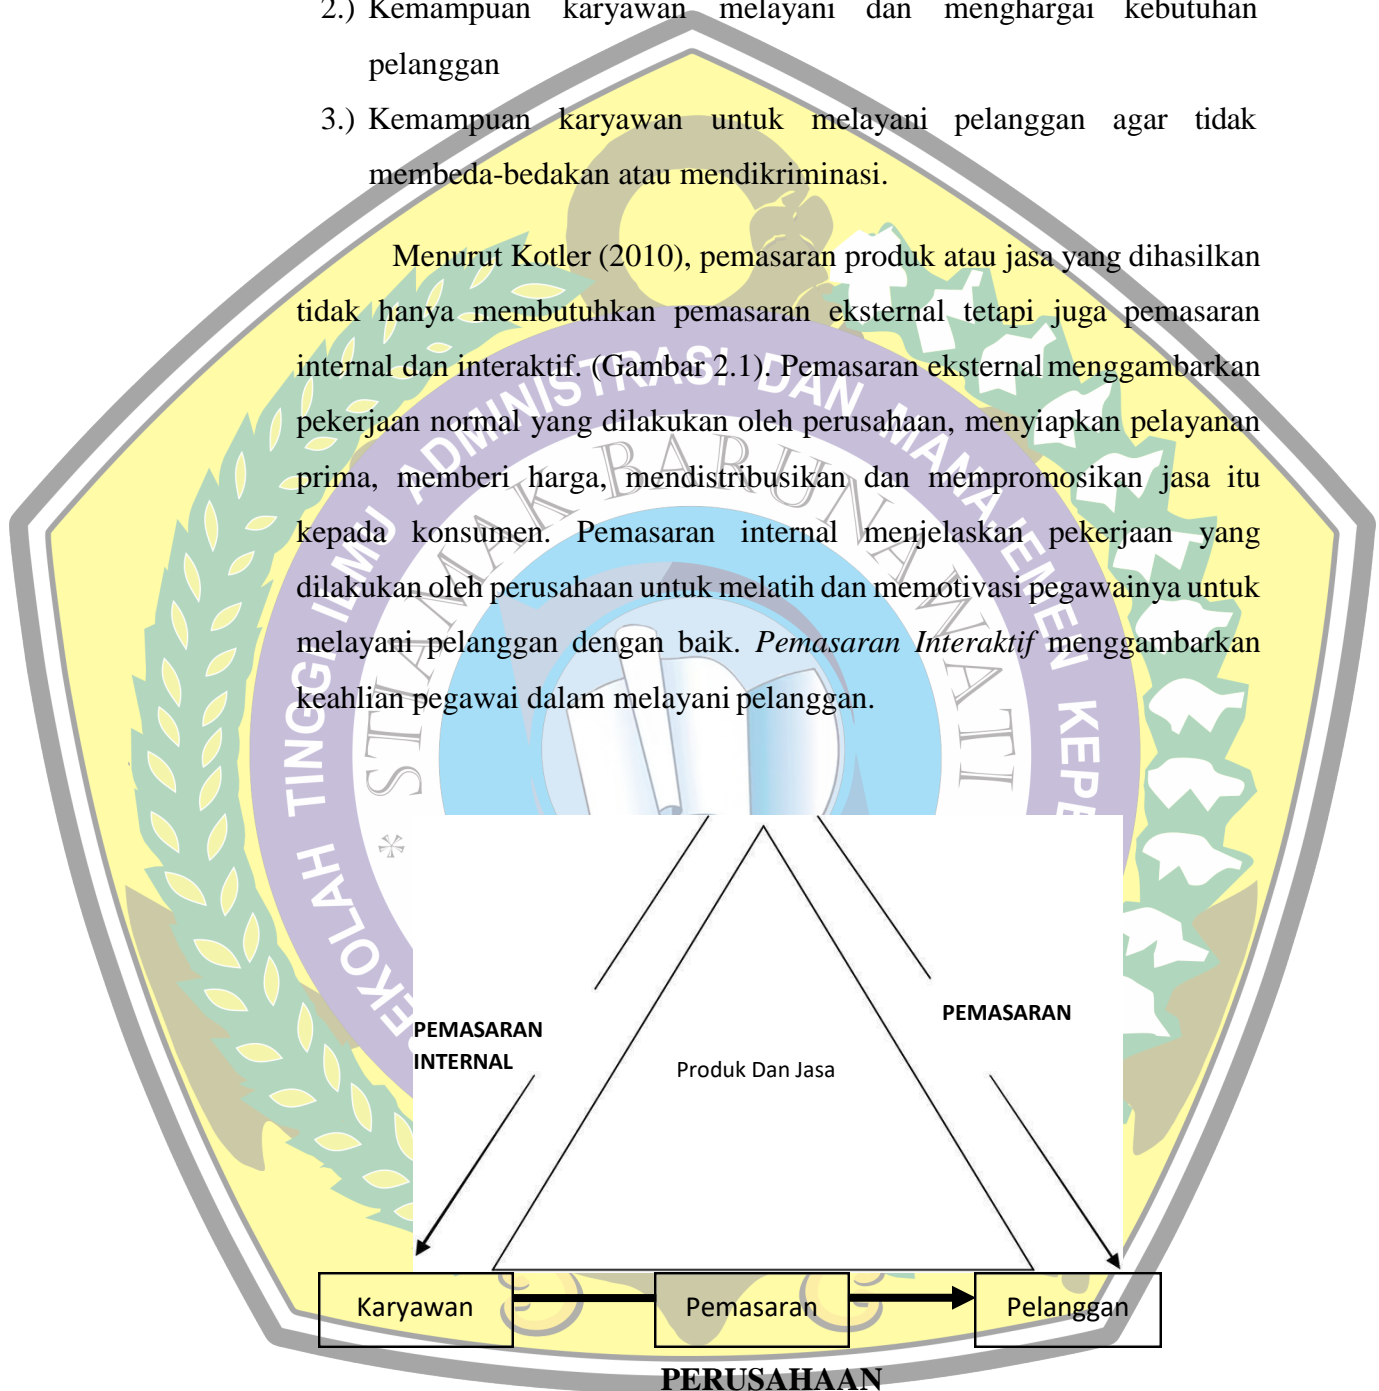 2.) Kemampuan karyawan melayani dan menghargai kebutuhan
pelanggan
3.) Kemampuan karyawan untuk melayani pelanggan agar tidak
membeda-bedakan atau mendikriminasi.
Menurut Kotler (2010), pemasaran produk atau jasa yang dihasilkan
tidak hanya membutuhkan pemasaran eksternal tetapi juga pemasaran
internal dan interaktif. (Gambar 2.1). Pemasaran eksternal menggambarkan
pekerjaan normal yang dilakukan oleh perusahaan, menyiapkan pelayanan
prima, memberi harga, mendistribusikan dan mempromosikan jasa itu
kepada konsumen. Pemasaran internal menjelaskan pekerjaan yang
dilakukan oleh perusahaan untuk melatih dan memotivasi pegawainya untuk
melayani pelanggan dengan baik. Pemasaran Interaktif menggambarkan
keahlian pegawai dalam melayani pelanggan.
PEMASARAN
INTERNAL
PEMASARAN
Produk Dan Jasa
Karyawan
Pemasaran
Pelanggan
PERUSAHAAN
SEKOLAH TINGGI ILMU ADMINISTRASI DAN MANAJEMEN
STIAMAK BARUNAWATI